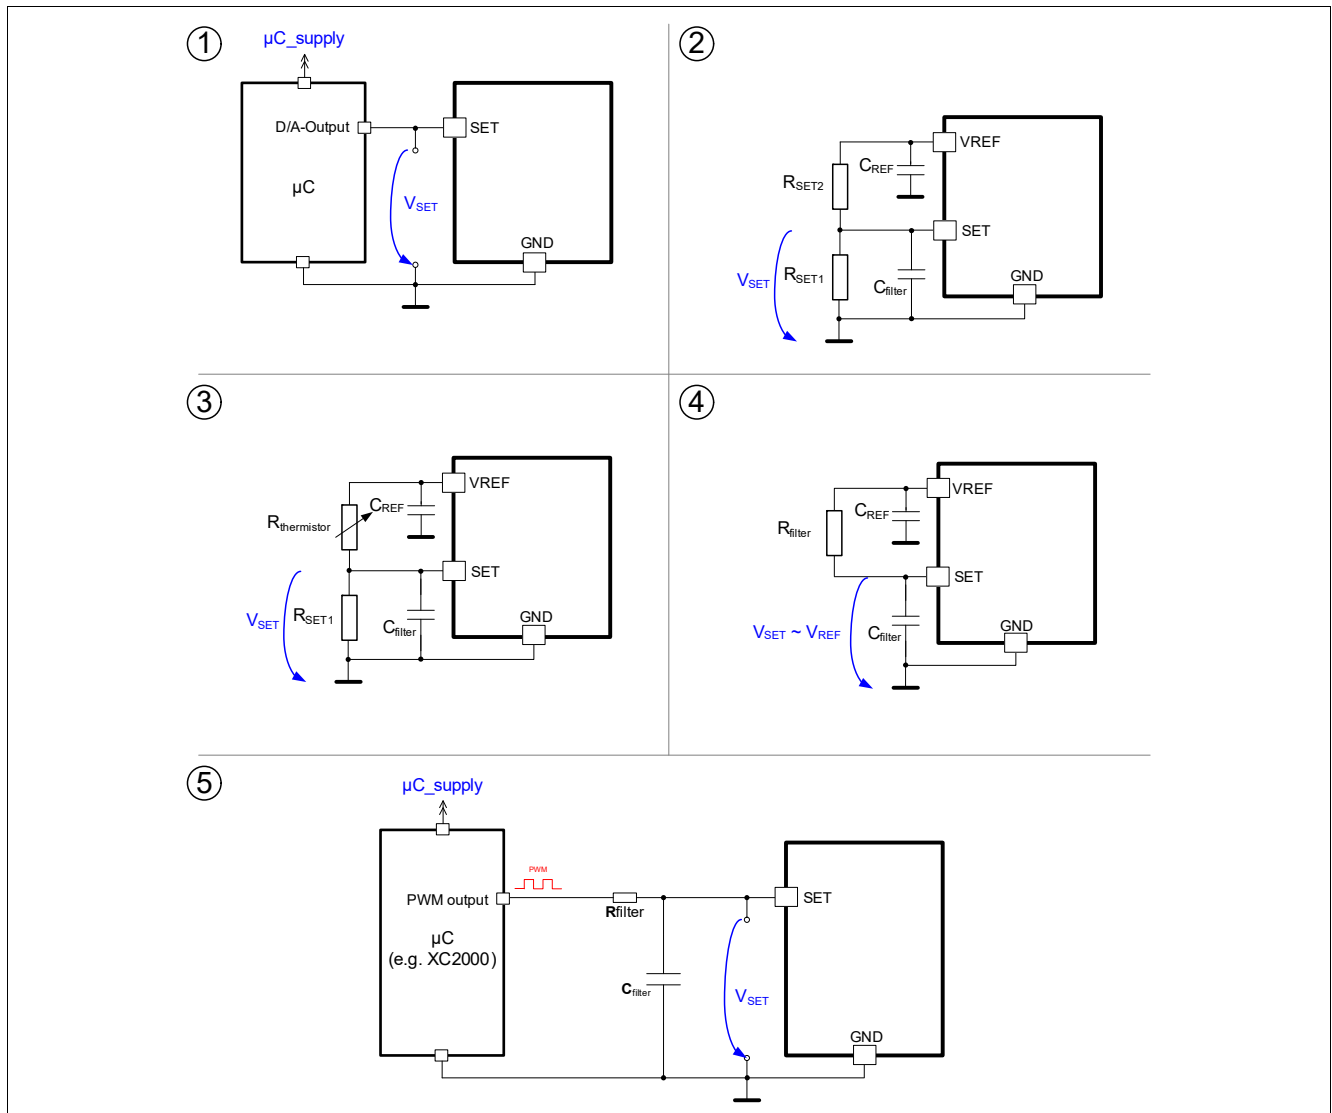 1
µC_supply
D/A-Output
SET
µC
VSET
GND
2
VREF
CREF
RSET2
SET
VSET
RSET1
Cfilter
GND
3
VREF
CREF
Rthermistor
SET
VSET
RSET1
Cfilter
GND
4
VREF
CREF
Rfilter
SET
VSET ~ VREF
Cfilter
GND
5
µC_supply
PWM
PWM output
Rfilter
SET
µC
(e.g. XC2000)
Cfilter
VSET
GND